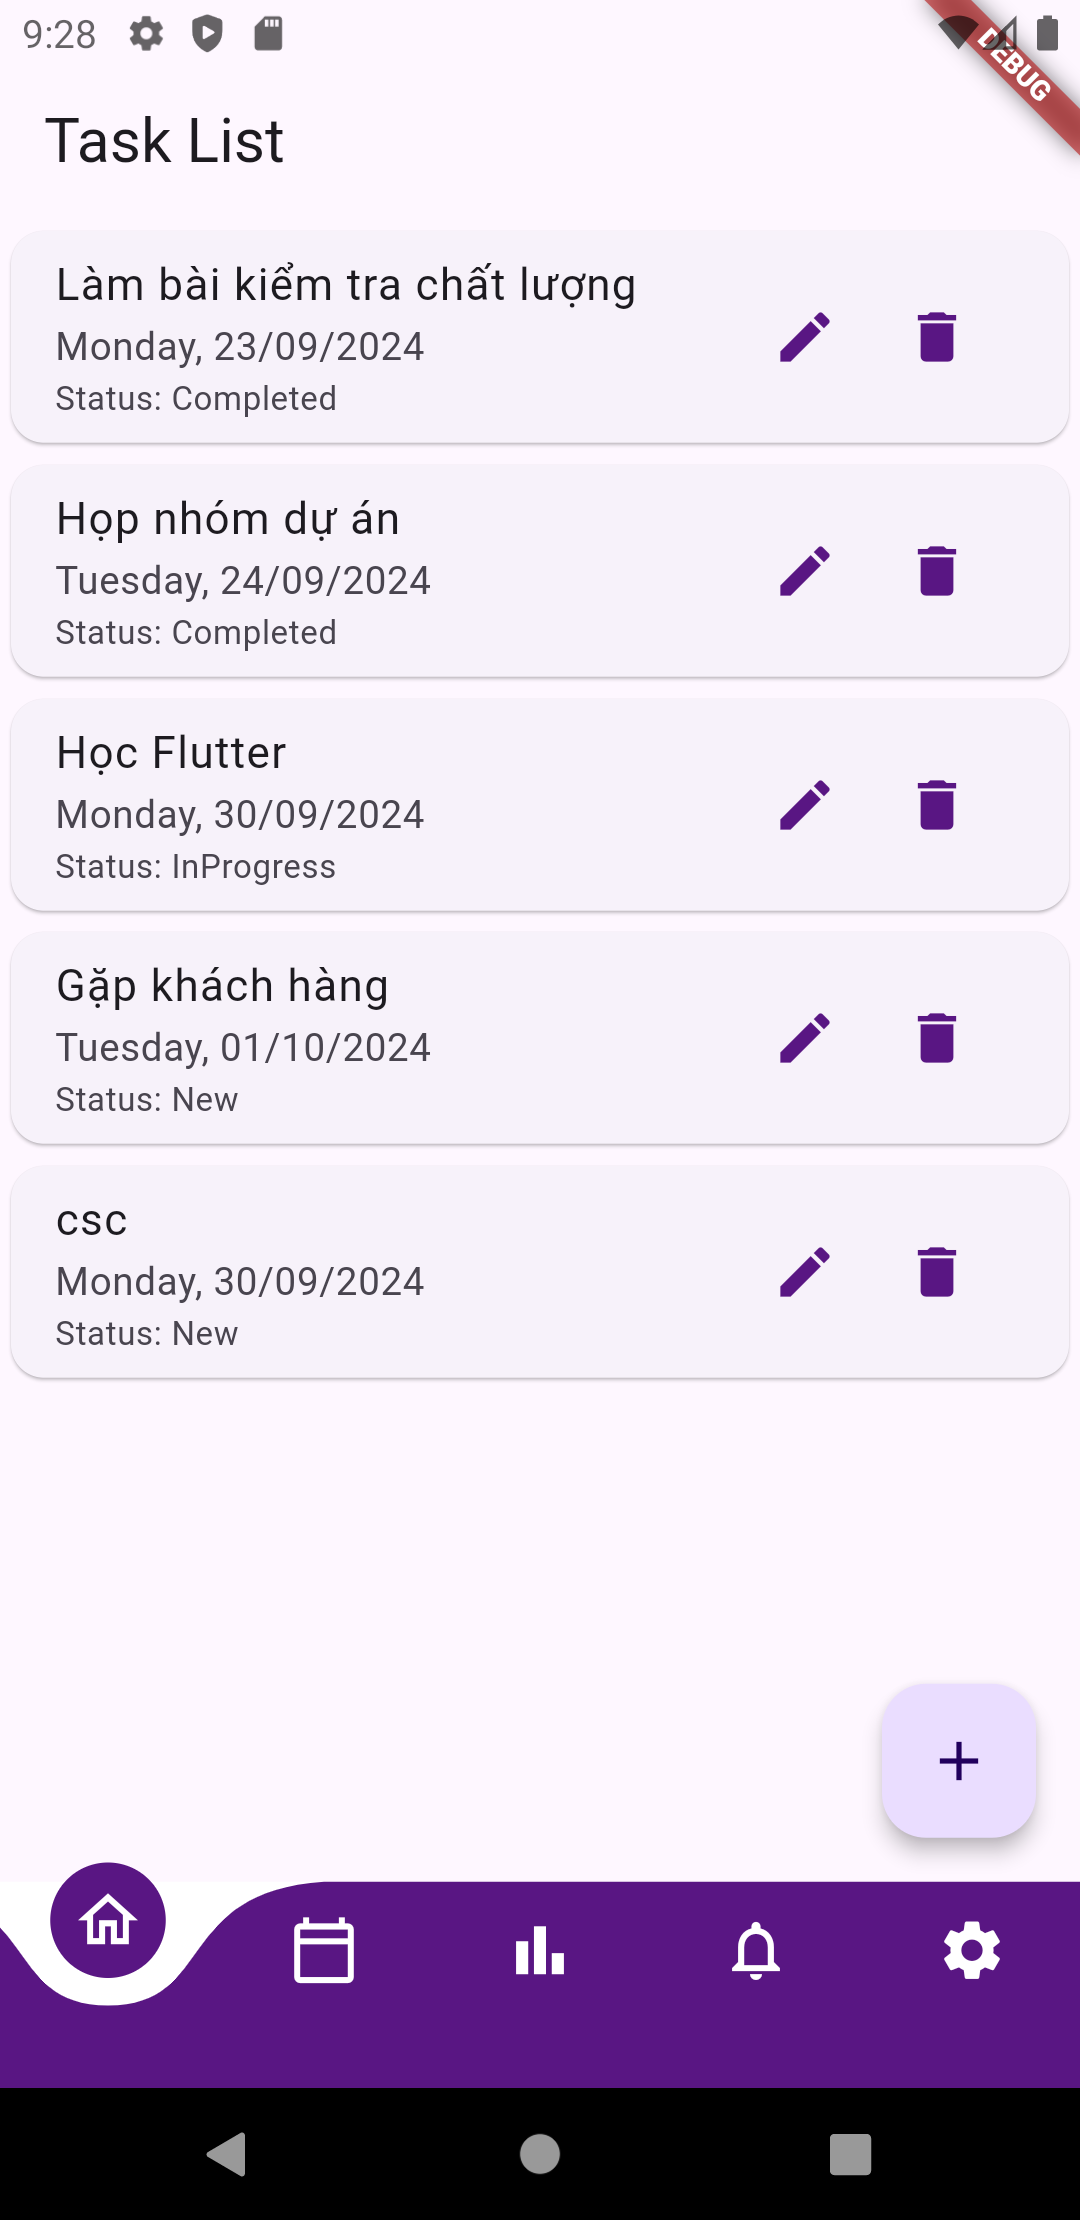 9:28
DEBUG
Task List
Làm bài kiểm tra chất lượng
Monday, 23/09/2024
Status: Completed
Họp nhóm dự án
Tuesday, 24/09/2024
Status: Completed
Học Flutter
Monday, 30/09/2024
Status: InProgress
Gặp khách hàng
Tuesday, 01/10/2024
Status: New
csc
Monday, 30/09/2024
Status: New